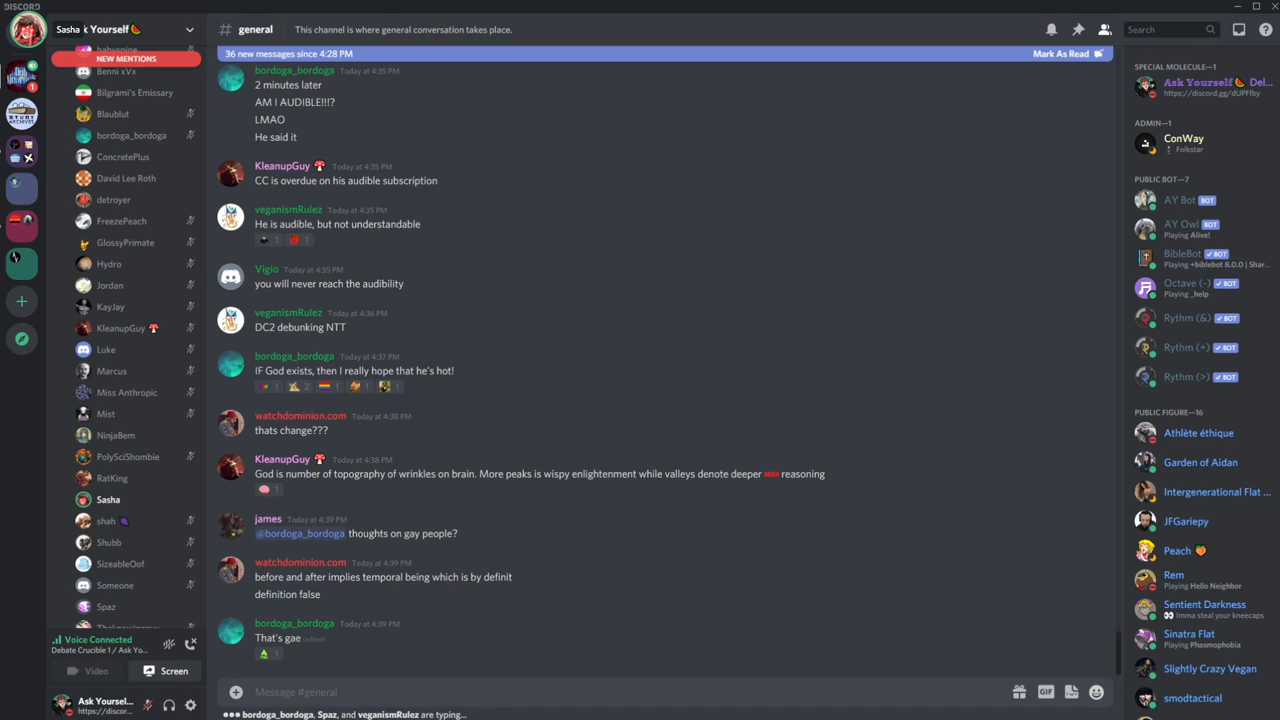 DISCORD
Sasha
k Yourself🍉
NEW MENTIONS
Benni xVx
Bilgrami's Emissary
Blaublut
bordoga_bordoga
ConcretePlus
David Lee Roth
detroyer
FreezePeach
GlossyPrimate
Hydro
Jordan
KayJay
KleanupGuy 🍄
Luke
Marcus
Miss Anthropic
Mist
NinjaBem
PolySciShombie
RatKing
Sasha
shah 🍇
Shubb
SizeableOof
Someone
Spaz
Voice Connected
Debate Crucible 1 / Ask Yo...
Video
Screen
Ask Yoursel...
https://discor...
# general
This channel is where general conversation takes place.
Search
36 new messages since 4:28 PM
Mark As Read
bordoga_bordoga Today at 4:35 PM
2 minutes later
AM I AUDIBLE!!!?
LMAO
He said it
KleanupGuy 🍄 Today at 4:35 PM
CC is overdue on his audible subscription
veganismRulez Today at 4:35 PM
He is audible, but not understandable
1 1
Vigio Today at 4:35 PM
you will never reach the audibility
veganismRulez Today at 4:36 PM
DC2 debunking NTT
bordoga_bordoga Today at 4:37 PM
IF God exists, then I really hope that he's hot!
1 2 1 1 1
watchdominion.com Today at 4:38 PM
thats change???
KleanupGuy 🍄 Today at 4:38 PM
God is number of topography of wrinkles on brain. More peaks is wispy enlightenment while valleys denote deeper reasoning
🧠 1
james Today at 4:39 PM
@bordoga_bordoga thoughts on gay people?
watchdominion.com Today at 4:39 PM
before and after implies temporal being which is by definit
definition false
bordoga_bordoga Today at 4:39 PM
That's gae (edited)
1
Message #general
GIF
bordoga_bordoga, Spaz, and veganismRulez are typing...
SPECIAL MOLECULE—1
Ask Yourself🍉 Del...
https://discord.gg/dUPFfby
ADMIN—1
ConWay
Folkstar
PUBLIC BOT—7
AY Bot BOT
AY Owl BOT
Playing Alive!
BibleBot ✓ BOT
Playing +biblebot 8.0.0 | Shar...
Octave (-) ✓ BOT
Playing _help
Rythm (&) ✓ BOT
Rythm (+) ✓ BOT
Rythm (>) ✓ BOT
PUBLIC FIGURE—16
Athlète éthique
Garden of Aidan
Intergenerational Flat ...
JFGariepy
Peach 🍑
Rem
Playing Hello Neighbor
Sentient Darkness
👀 Imma steal your kneecaps
Sinatra Flat
Playing Phasmophobia
Slightly Crazy Vegan
smodtactical